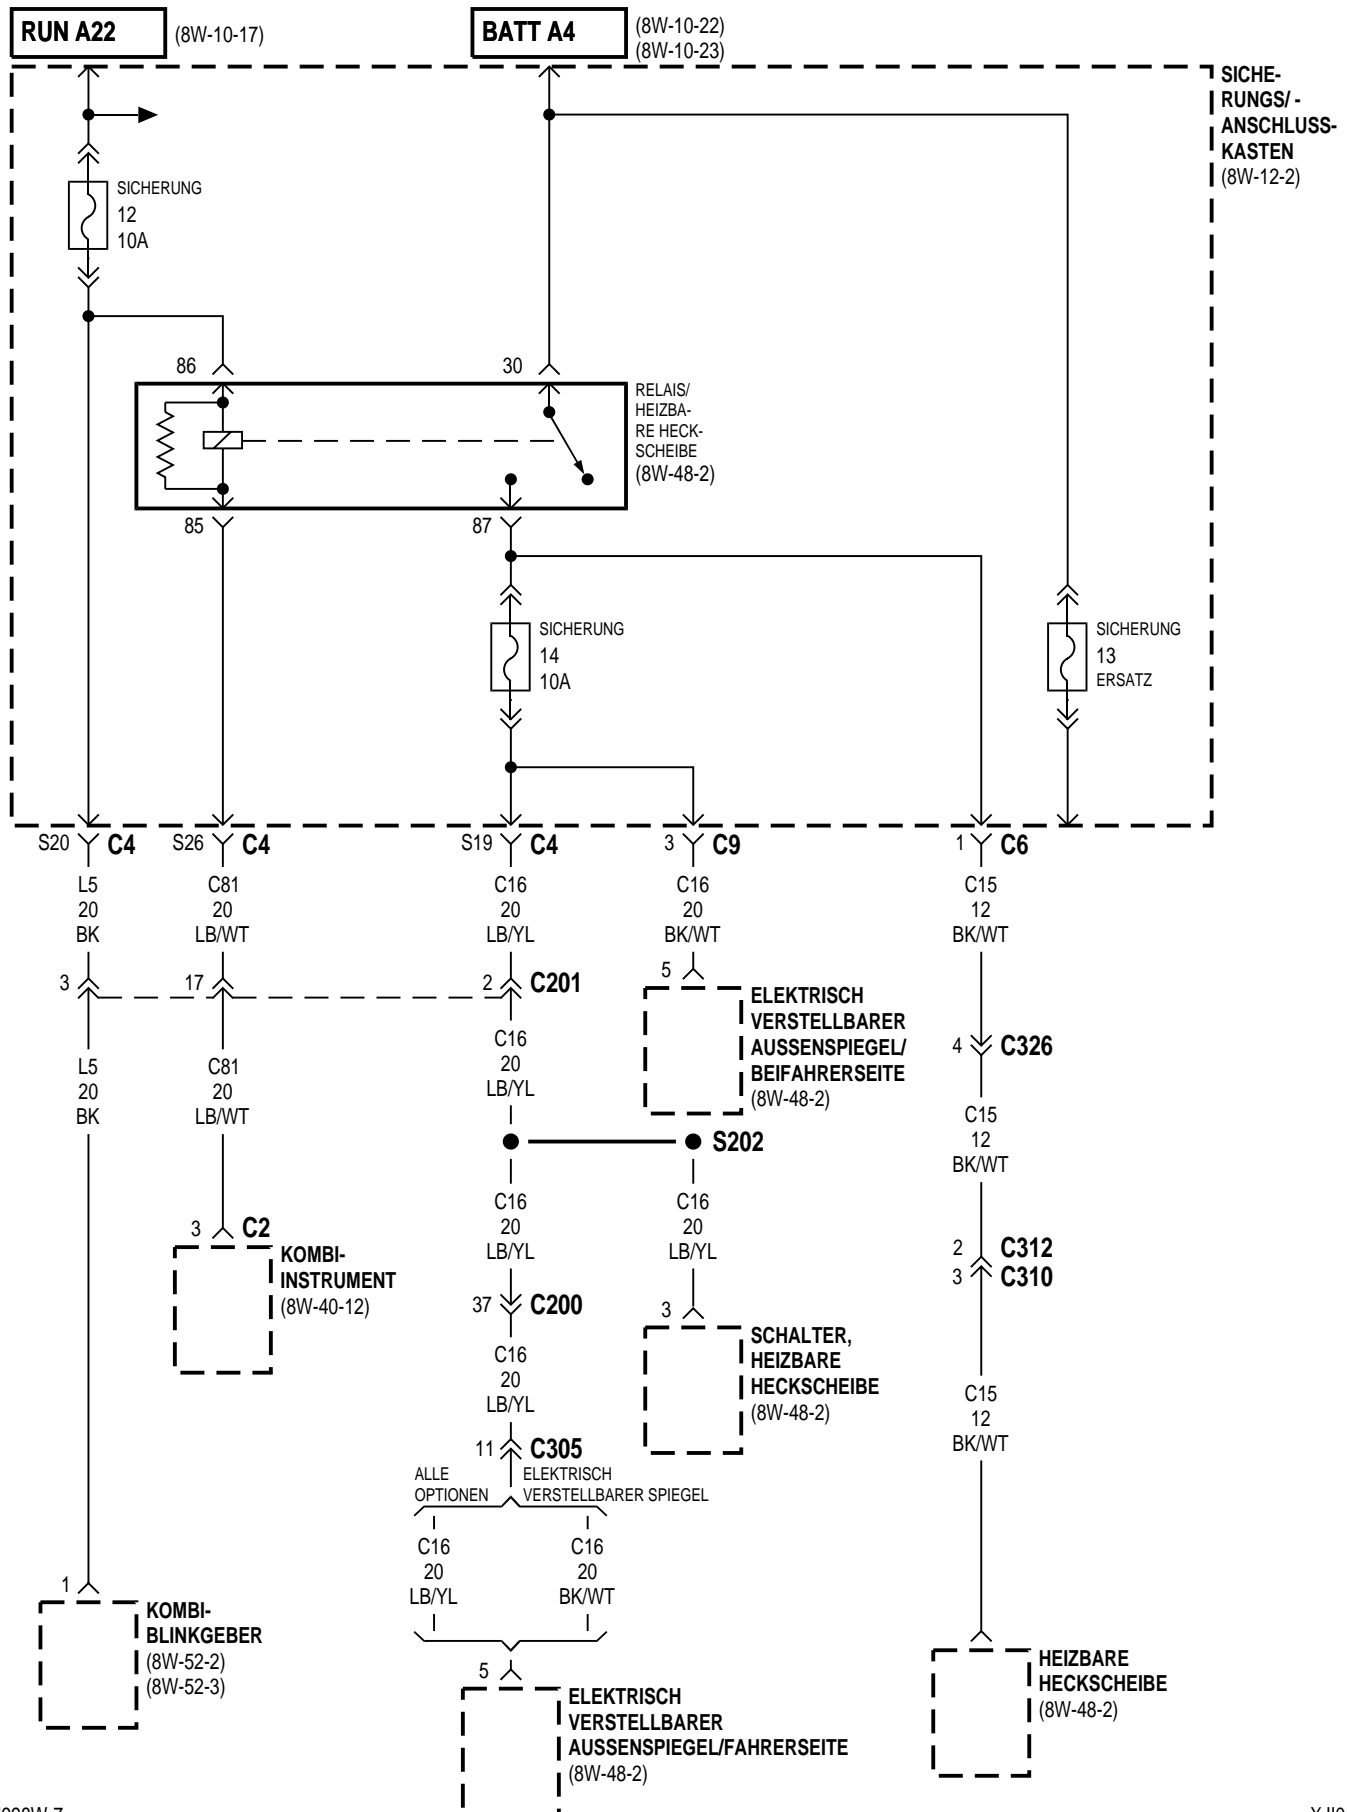 RUN A22
(8W-10-17)
BATT A4
(8W-10-22)
(8W-10-23)
SICHE-
RUNGS/ -
ANSCHLUSS-
KASTEN
(8W-12-2)
SICHERUNG
12
10A
86
30
RELAIS/
HEIZBA-
RE HECK-
SCHEIBE
(8W-48-2)
85
87
SICHERUNG
14
10A
SICHERUNG
13
ERSATZ
S20 C4
S26 C4
S19 C4
3 C9
1 C6
L5
20
BK
C81
20
LB/WT
C16
20
LB/YL
C16
20
BK/WT
C15
12
BK/WT
3
17
2 C201
5
ELEKTRISCH
VERSTELLBARER
AUSSENSPIEGEL/
BEIFAHRERSEITE
(8W-48-2)
4 C326
L5
20
BK
C81
20
LB/WT
C16
20
LB/YL
C15
12
BK/WT
S202
C16
20
LB/YL
C16
20
LB/YL
3 C2
KOMBI-
INSTRUMENT
(8W-40-12)
2 C312
3 C310
37 C200
3
SCHALTER,
HEIZBARE
HECKSCHEIBE
(8W-48-2)
C16
20
LB/YL
C15
12
BK/WT
11 C305
ALLE
OPTIONEN
ELEKTRISCH
VERSTELLBARER SPIEGEL
C16
20
LB/YL
C16
20
BK/WT
1
KOMBI-
BLINKGEBER
(8W-52-2)
(8W-52-3)
5
ELEKTRISCH
VERSTELLBARER
AUSSENSPIEGEL/FAHRERSEITE
(8W-48-2)
HEIZBARE
HECKSCHEIBE
(8W-48-2)